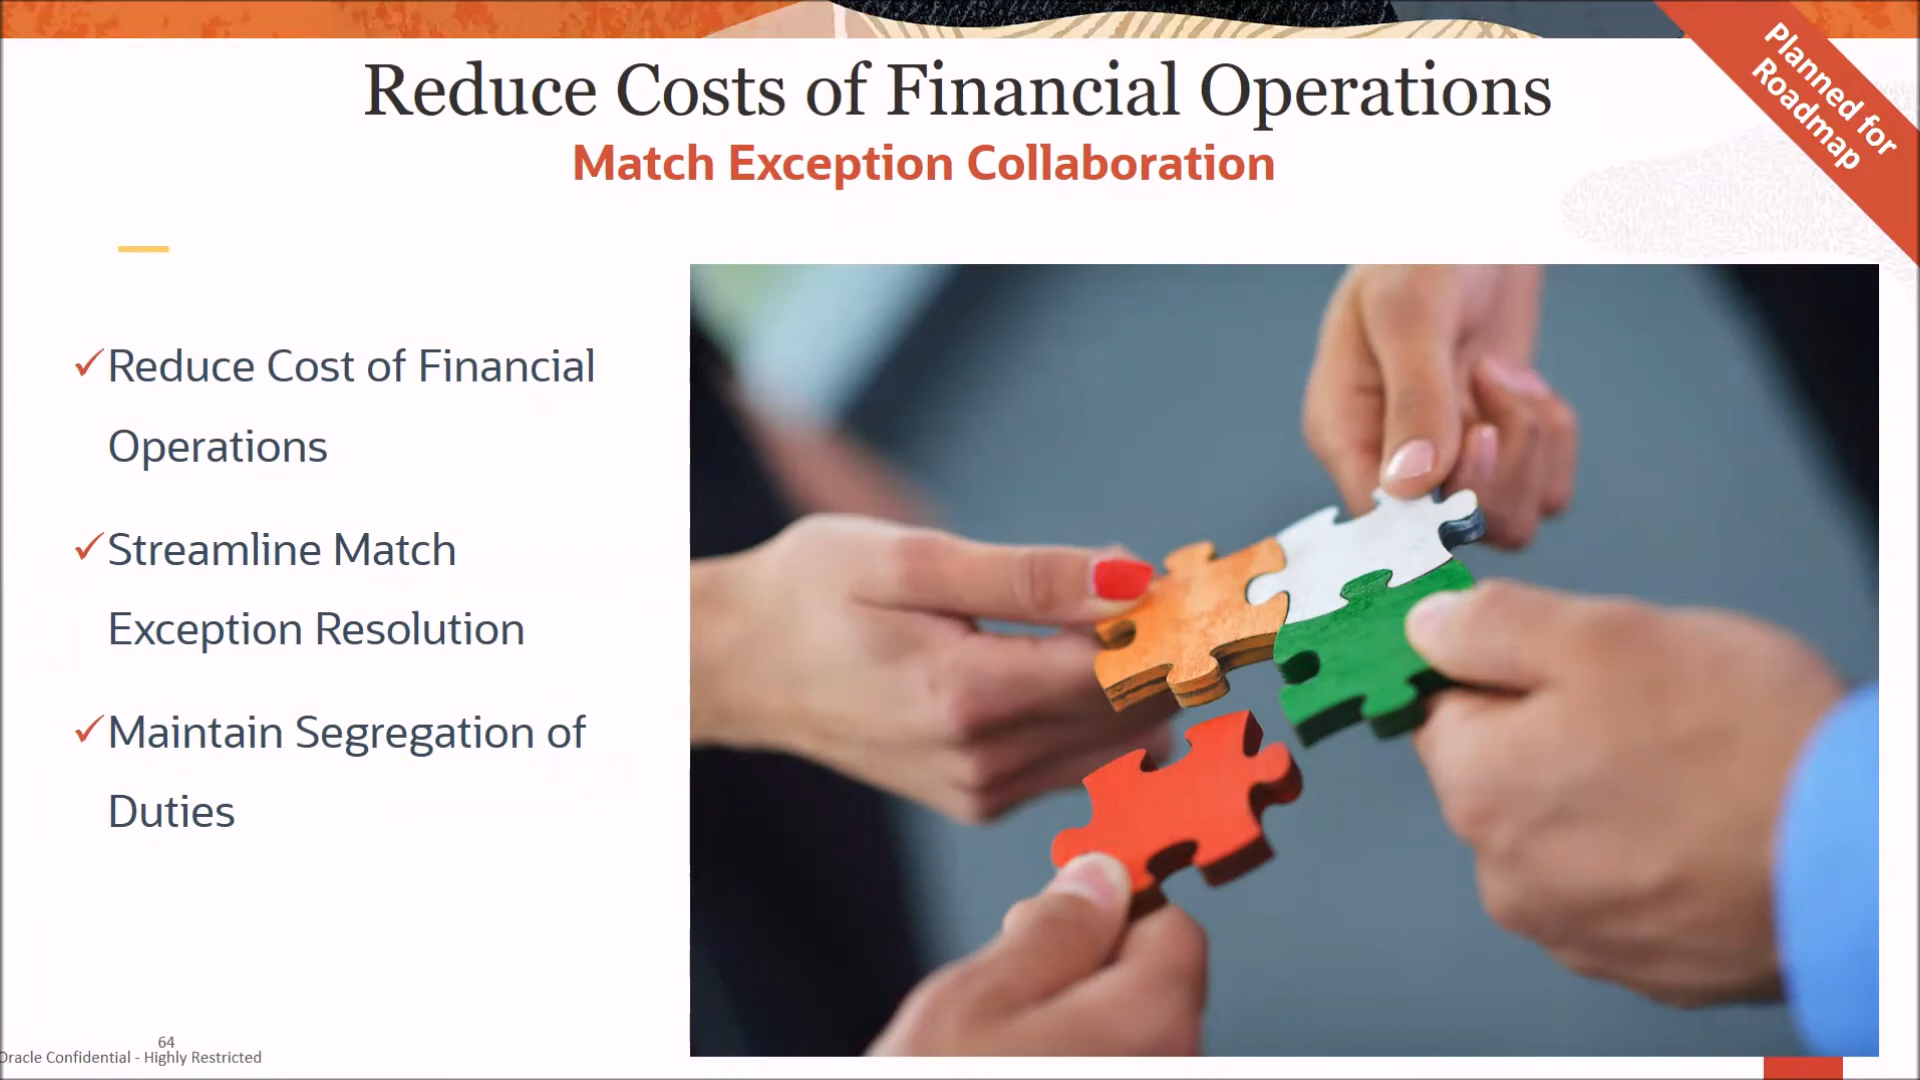 Reduce Costs of Financial Operations
Match Exception Collaboration
Planned for
Roadmap
✓Reduce Cost of Financial
Operations
✓Streamline Match
Exception Resolution
✓Maintain Segregation of
Duties
64
Oracle Confidential - Highly Restricted